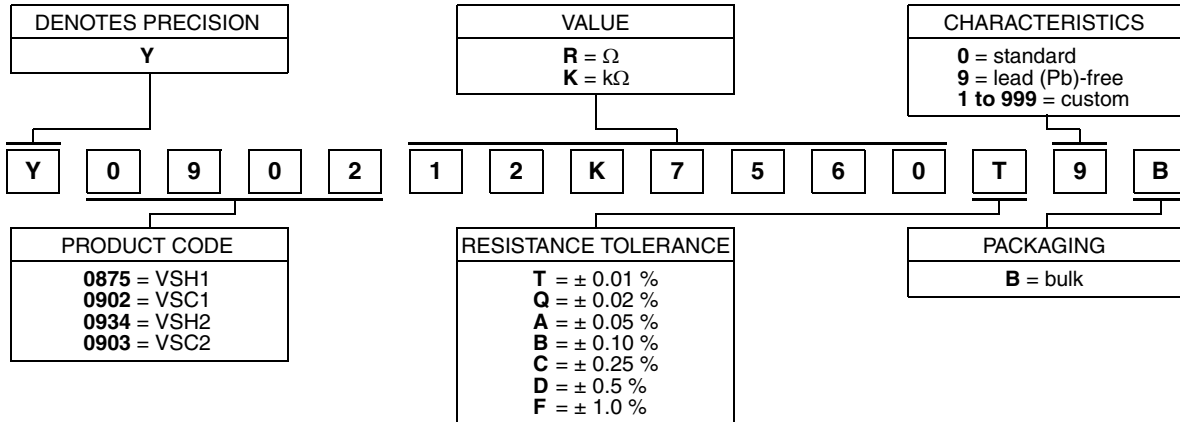 DENOTES PRECISION
Y
VALUE
R = Ω
K = kΩ
CHARACTERISTICS
0 = standard
9 = lead (Pb)-free
1 to 999 = custom
Y 0 9 0 2 1 2 K 7 5 6 0 T 9 B
PRODUCT CODE
0875 = VSH1
0902 = VSC1
0934 = VSH2
0903 = VSC2
RESISTANCE TOLERANCE
T = ± 0.01 %
Q = ± 0.02 %
A = ± 0.05 %
B = ± 0.10 %
C = ± 0.25 %
D = ± 0.5 %
F = ± 1.0 %
PACKAGING
B = bulk